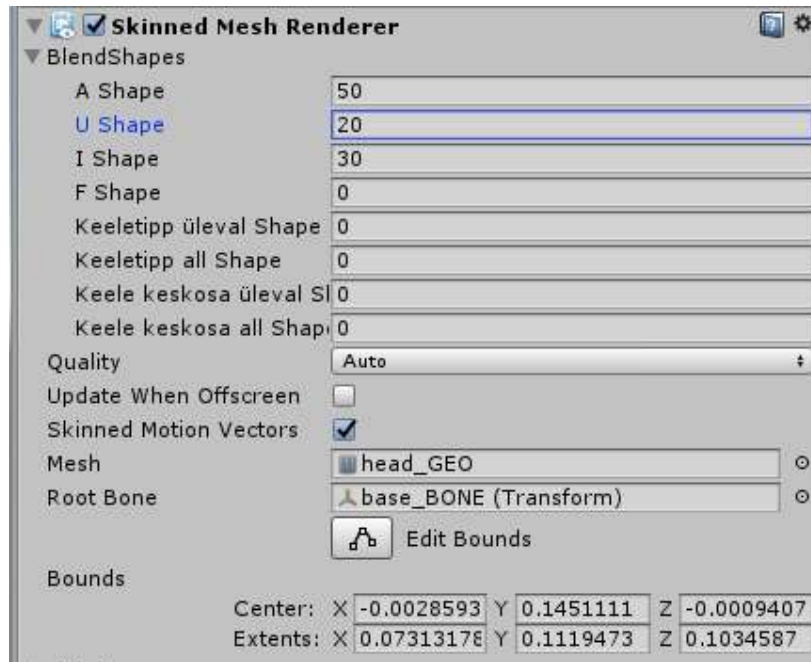 Skinned Mesh Renderer
BlendShapes
A Shape 50
U Shape 20
I Shape 30
F Shape 0
Keeletipp üleval Shape 0
Keeletipp all Shape 0
Keele keskosa üleval Sl 0
Keele keskosa all Shap 0
Quality Auto
Update When Offscreen
Skinned Motion Vectors
Mesh head_GEO
Root Bone base_BONE (Transform)
Edit Bounds
Bounds
Center: X -0.0028593 Y 0.1451111 Z -0.0009407
Extents: X 0.07313178 Y 0.1119473 Z 0.1034587